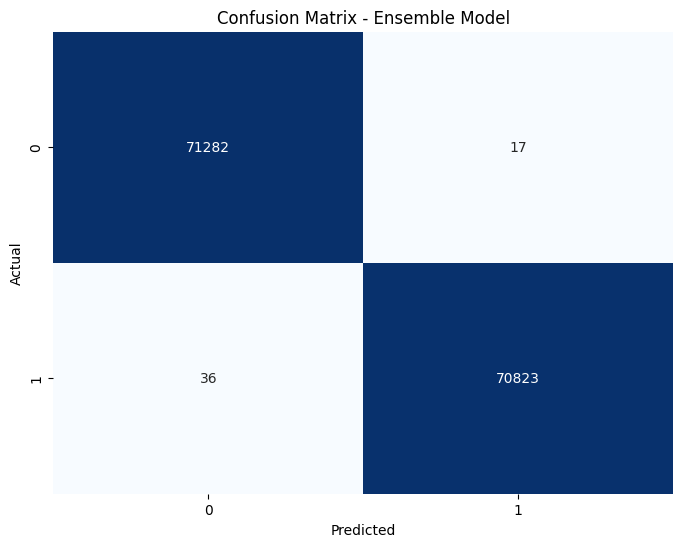 Confusion Matrix - Ensemble Model
Actual
0
71282
17
1
36
70823
0
1
Predicted